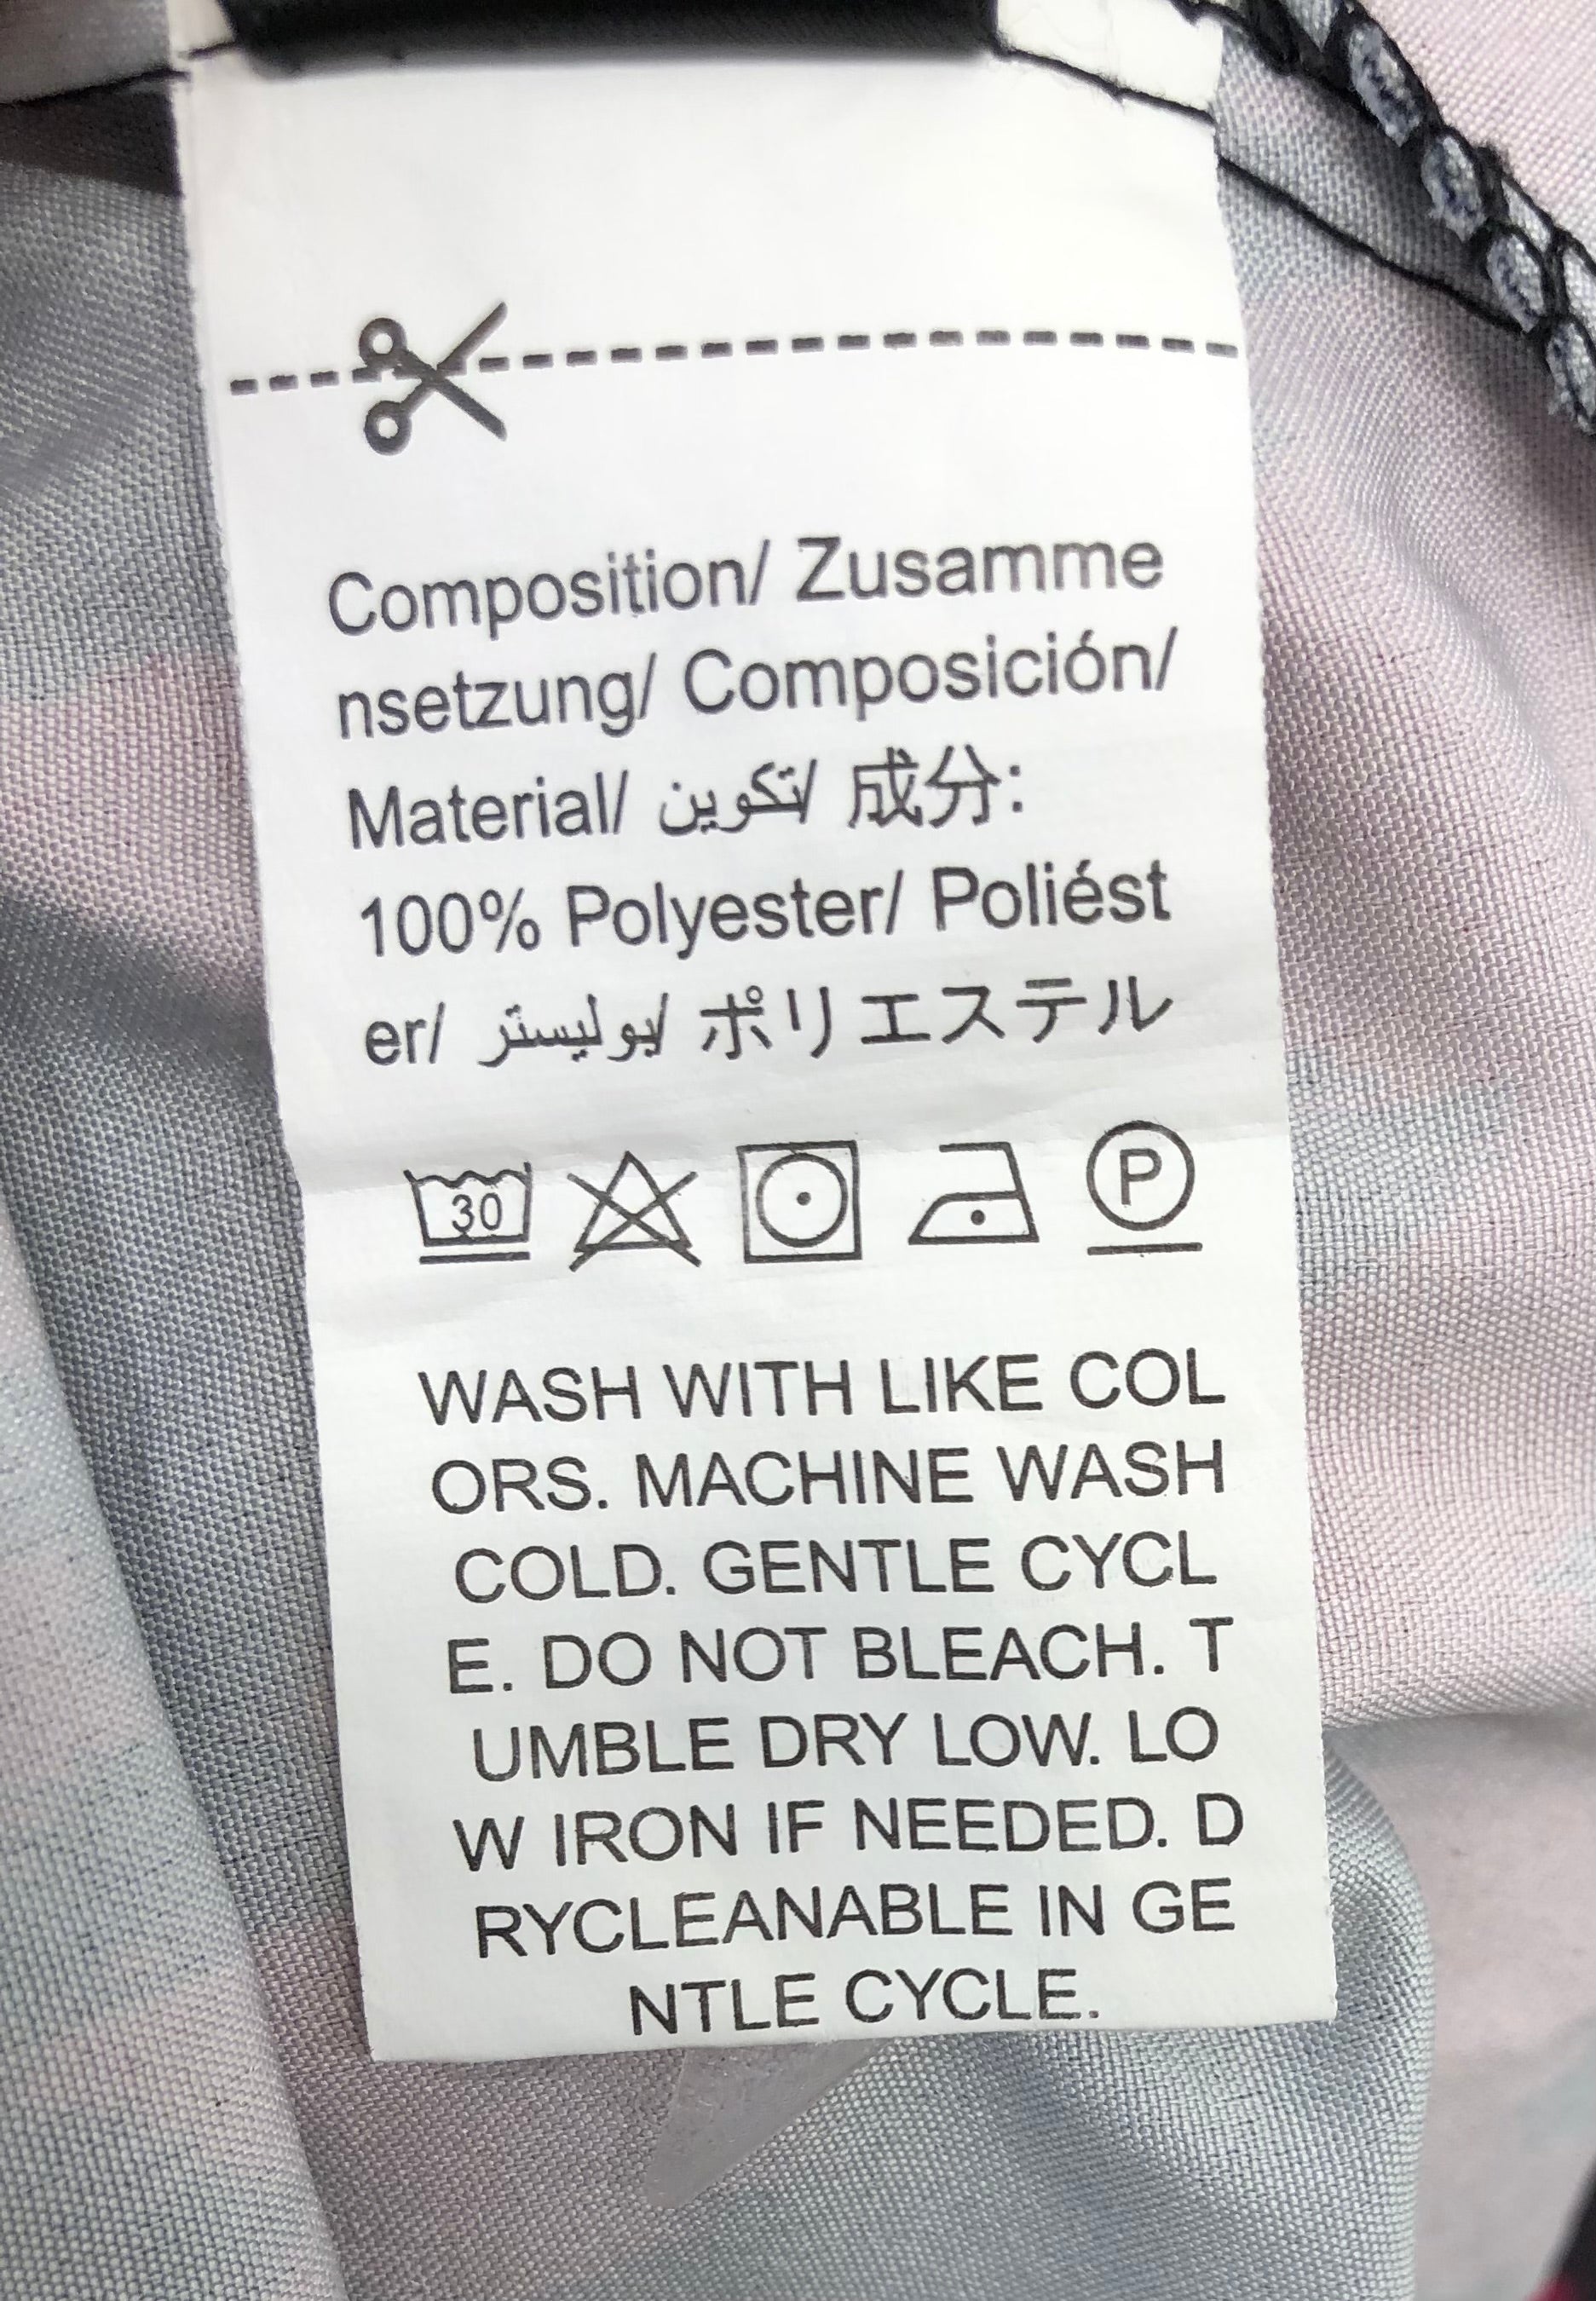 Composition/ Zusamme
nsetzung/ Composición/
Material/ تكوين/ 成分:
100% Polyester/ Poliést
er/ بوليستر/ ポリエステル
30 P
WASH WITH LIKE COL
ORS. MACHINE WASH
COLD. GENTLE CYCL
E. DO NOT BLEACH. T
UMBLE DRY LOW. LO
W IRON IF NEEDED. D
RYCLEANABLE IN GE
NTLE CYCLE.